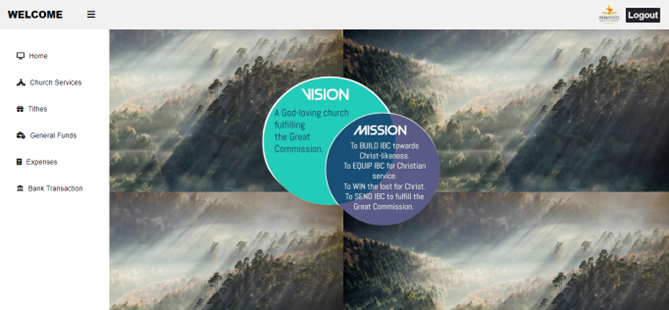 WELCOME
Logout
Home
Church Services
Tithes
General Funds
Expenses
Bank Transaction
VISION
A God-loving church
fulfilling
the Great
Commission.
MISSION
To BUILD IBC towards
Christ-likeness.
To EQUIP IBC for Christian
service.
To WIN the lost for Christ.
To SEND IBC to fulfill the
Great Commission.